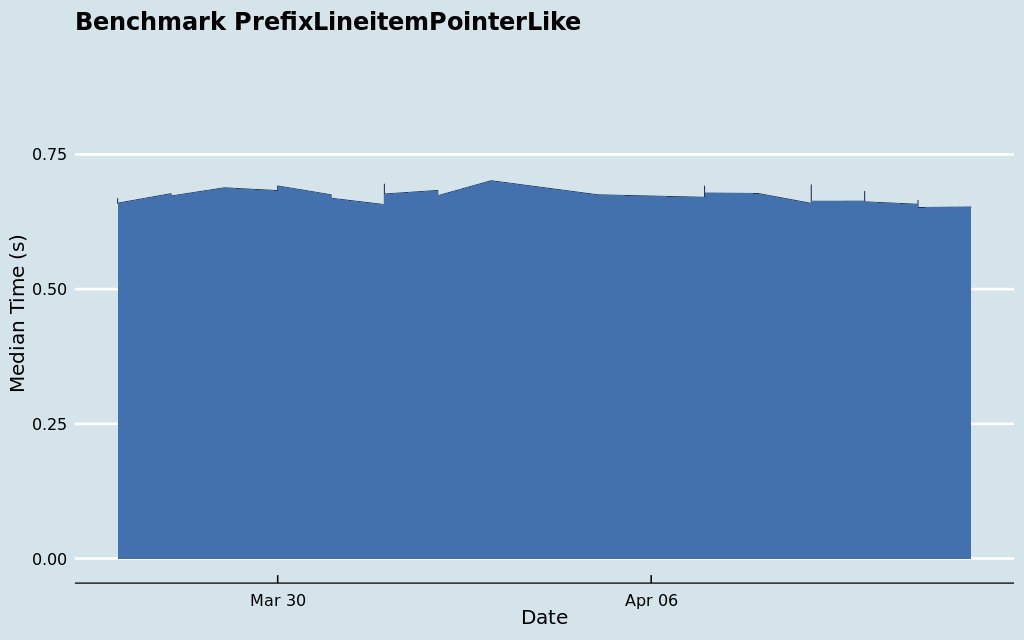 Benchmark PrefixLineitemPointerLike
0.75
0.50
0.25
0.00
Median Time (s)
Mar 30
Apr 06
Date